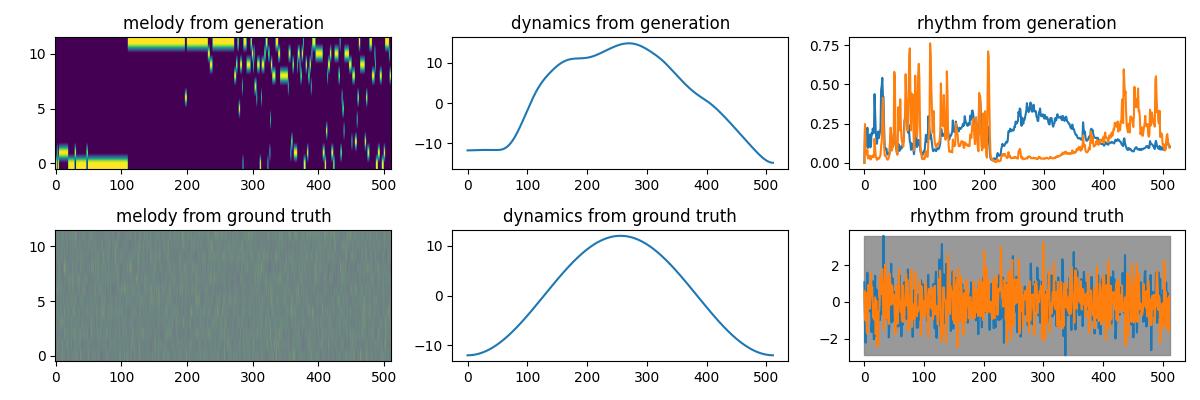 melody from generation
10
5
0
0 100 200 300 400 500
dynamics from generation
10
0
−10
0 100 200 300 400 500
rhythm from generation
0.75
0.50
0.25
0.00
0 100 200 300 400 500
melody from ground truth
10
5
0
0 100 200 300 400 500
dynamics from ground truth
10
0
−10
0 100 200 300 400 500
rhythm from ground truth
2
0
−2
0 100 200 300 400 500